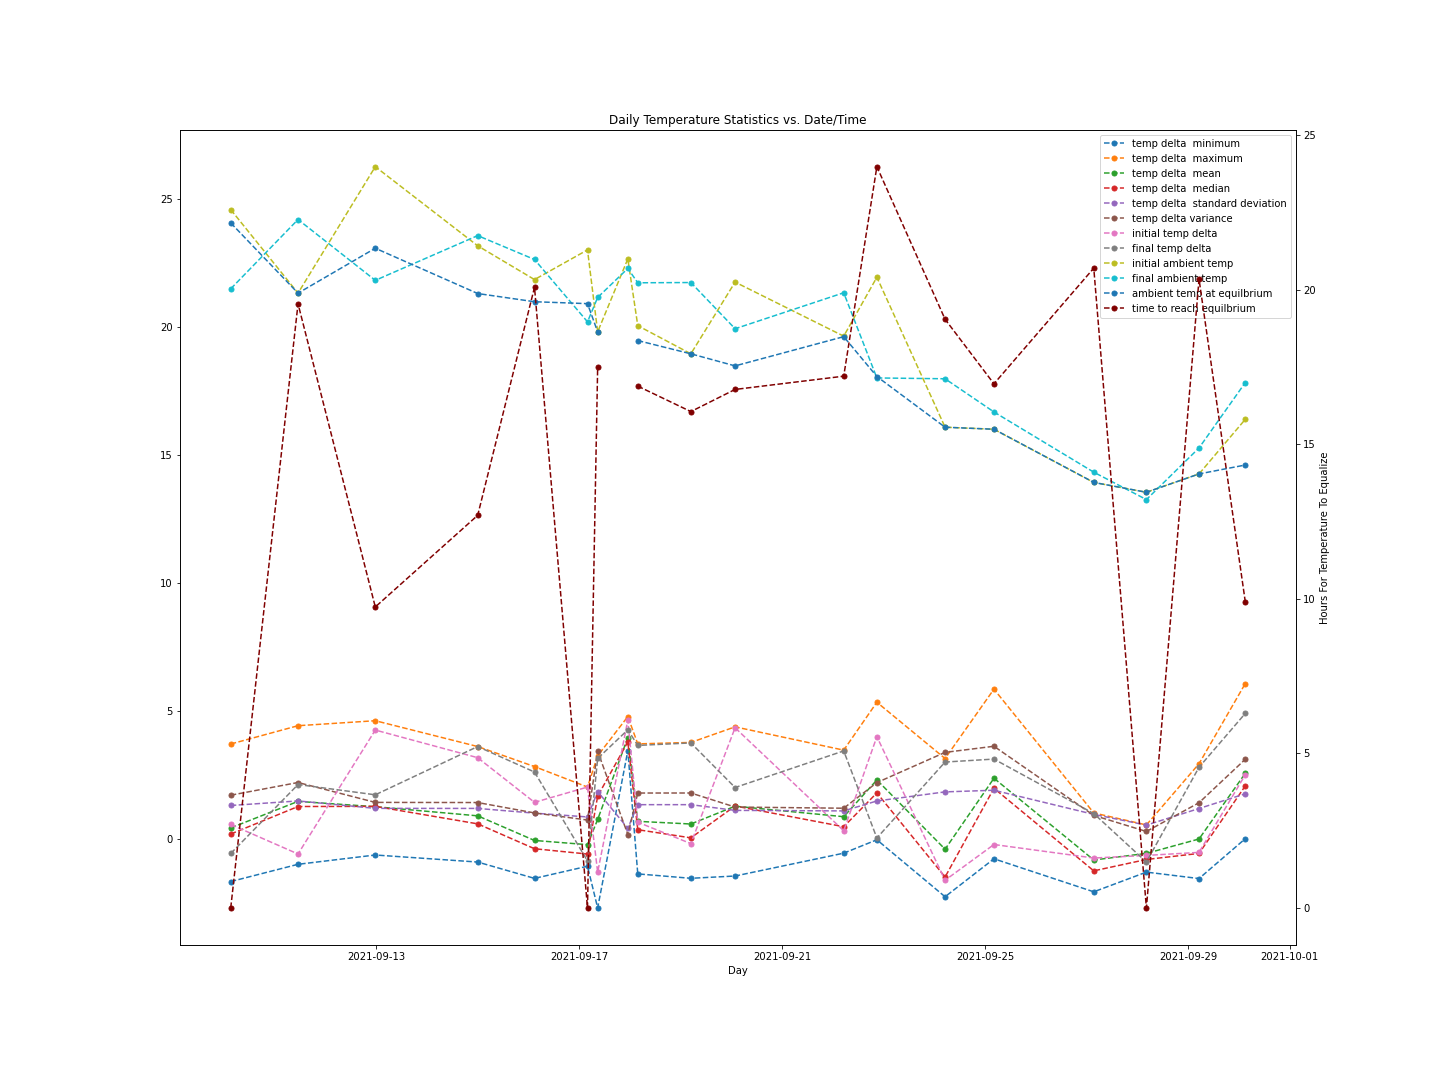 Daily Temperature Statistics vs. Date/Time
25
20
15
10
5
0
temp delta  minimum
temp delta  maximum
temp delta  mean
temp delta  median
temp delta  standard deviation
temp delta variance
initial temp delta
final temp delta
initial ambient temp
final ambient temp
ambient temp at equilbrium
time to reach equilbrium
25
20
15
10
5
0
Hours For Temperature To Equalize
2021-09-13
2021-09-17
2021-09-21
2021-09-25
2021-09-29
2021-10-01
Day